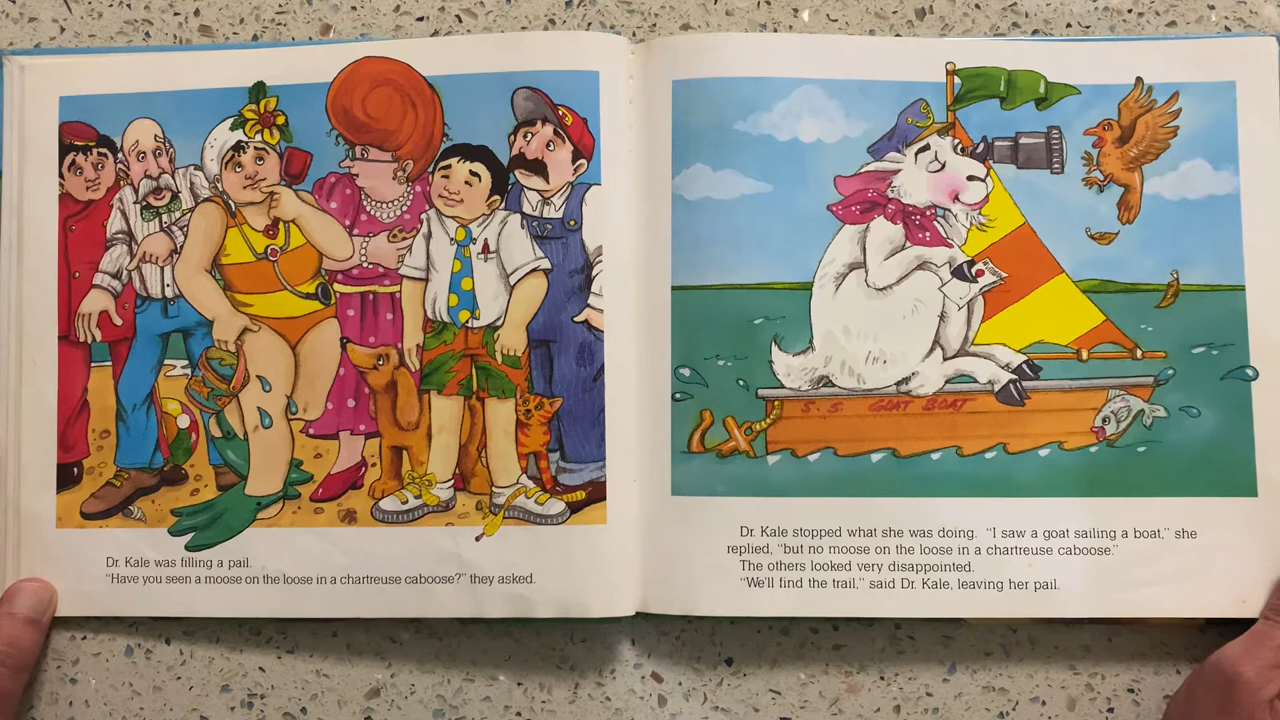 Dr. Kale was filling a pail.
"Have you seen a moose on the loose in a chartreuse caboose?" they asked.
S. S. GOAT BOAT
Dr. Kale stopped what she was doing. "I saw a goat sailing a boat," she
replied, "but no moose on the loose in a chartreuse caboose."
The others looked very disappointed.
"We'll find the trail," said Dr. Kale, leaving her pail.